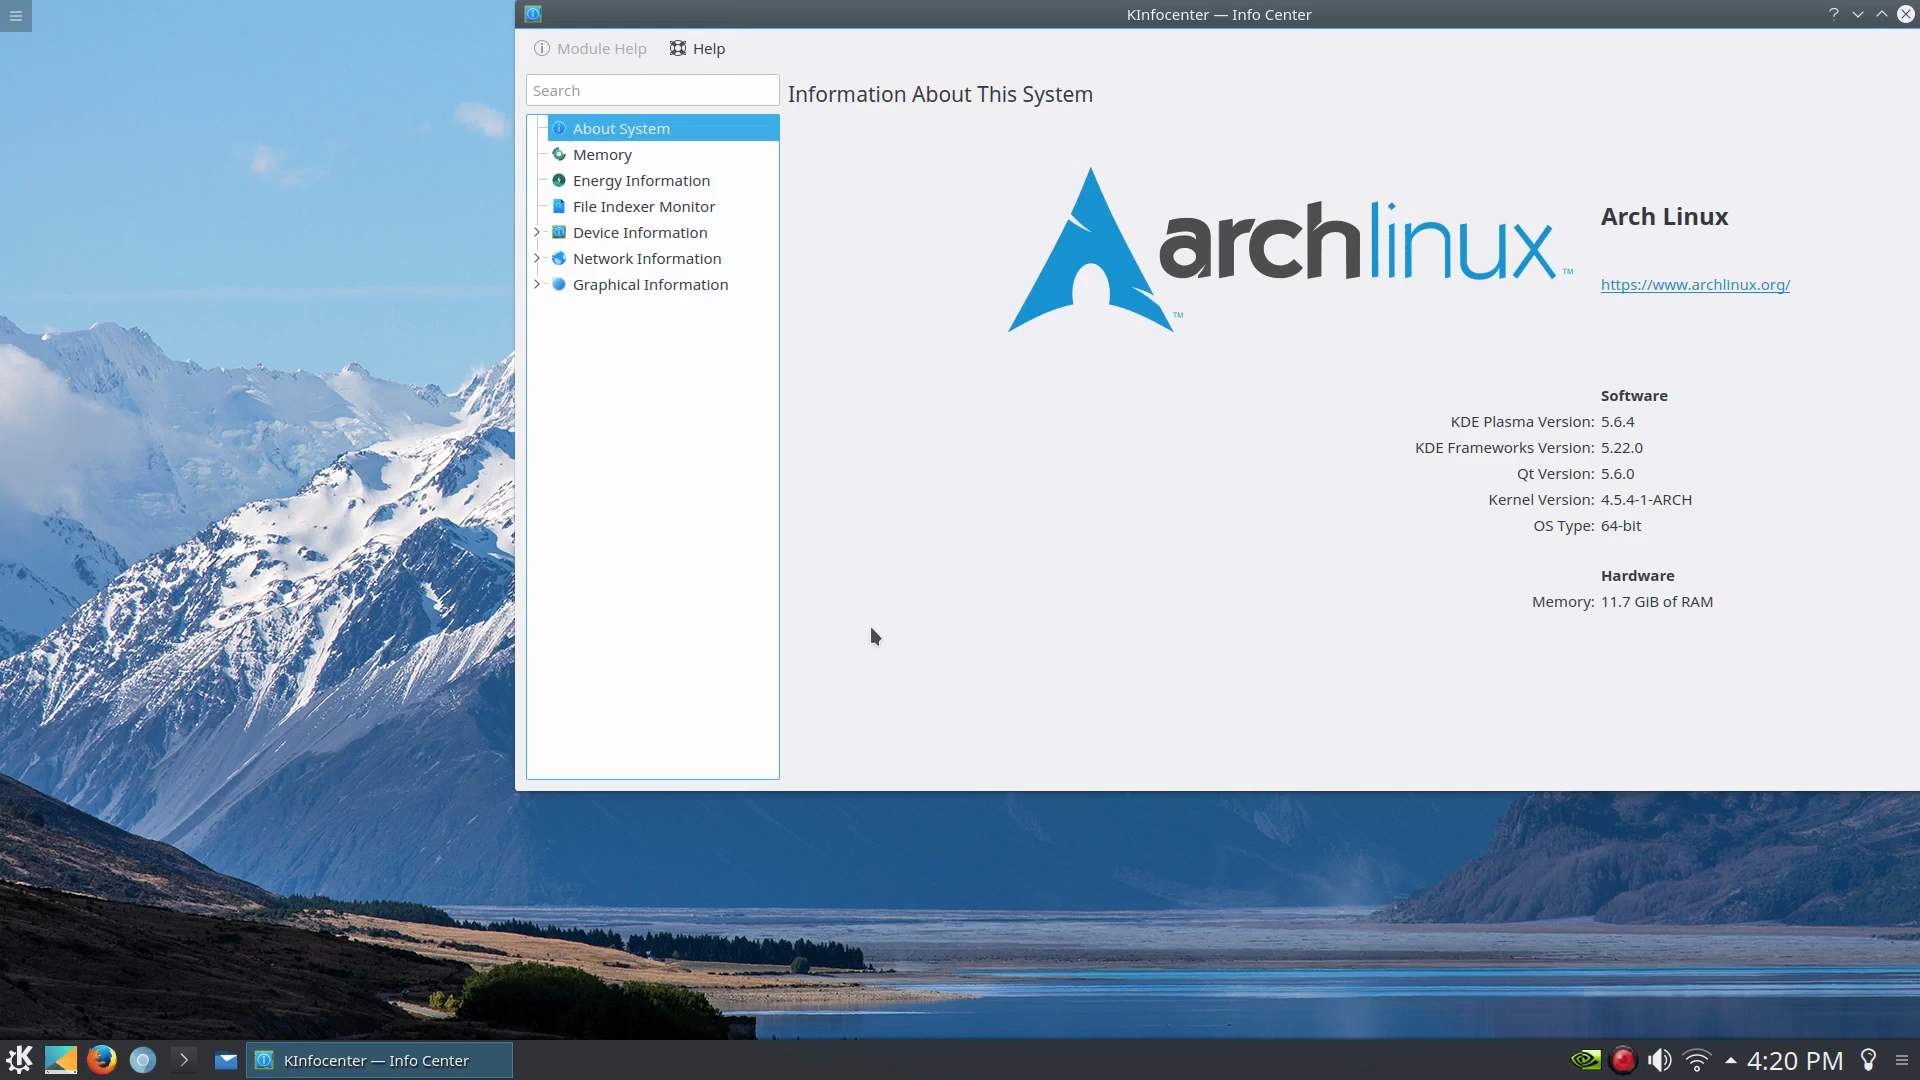 KInfocenter — Info Center
Module Help
Help
Search
Information About This System
About System
Memory
Energy Information
File Indexer Monitor
Device Information
Network Information
Graphical Information
archlinux™
™
Arch Linux
https://www.archlinux.org/
Software
KDE Plasma Version: 5.6.4
KDE Frameworks Version: 5.22.0
Qt Version: 5.6.0
Kernel Version: 4.5.4-1-ARCH
OS Type: 64-bit
Hardware
Memory: 11.7 GiB of RAM
KInfocenter — Info Center
4:20 PM